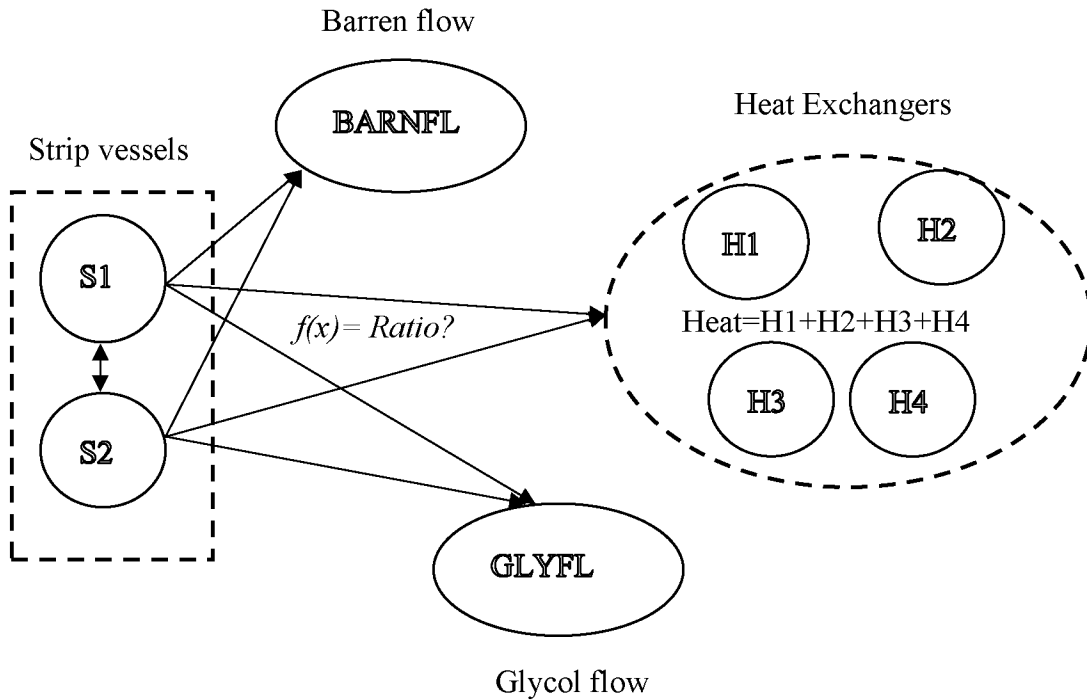 Barren flow
BARNFL
Heat Exchangers
Strip vessels
S1
S2
f(x)= Ratio?
H1
H2
Heat=H1+H2+H3+H4
H3
H4
GLYFL
Glycol flow